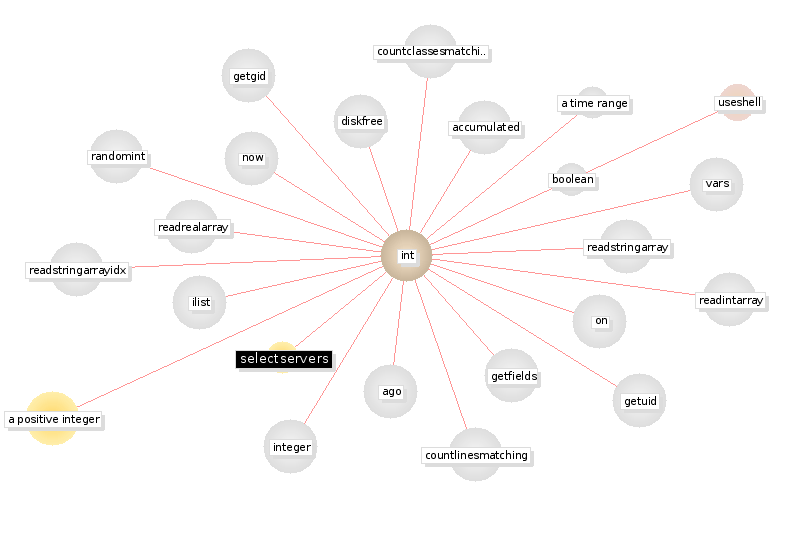 countclassesmatchi..
getgid
a time range
useshell
diskfree
accumulated
randomint
now
boolean
vars
readrealarray
readstringarray
int
readstringarrayidx
ilist
readintarray
on
selectservers
getfields
ago
getuid
a positive integer
integer
countlinesmatching